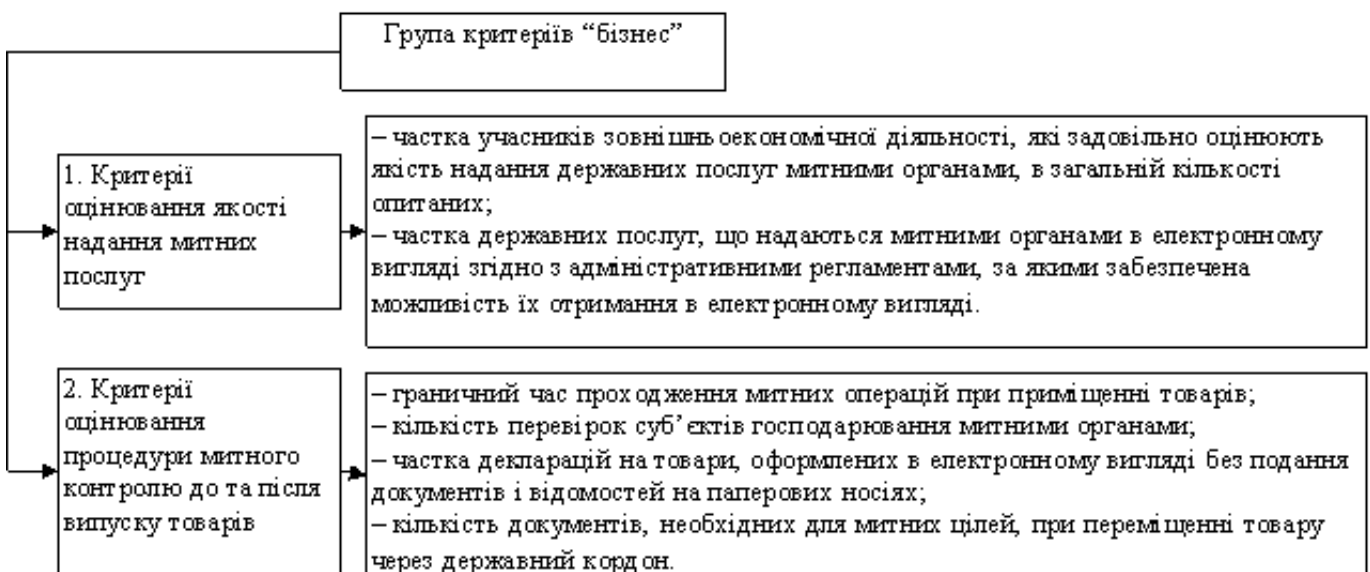 Група критеріїв “бізнес”
1. Критерії
оцінювання якості
надання митних
послуг
– частка учасників зовнішньоекономічної діяльності, які задовільно оцінюють
якість надання державних послуг митними органами, в загальній кількості
опитаних;
– частка державних послуг, що надаються митними органами в електронному
вигляді згідно з адміністративними регламентами, за якими забезпечена
можливість їх отримання в електронному вигляді.
2. Критерії
оцінювання
процедури митного
контролю до та після
випуску товарів
– граничний час проходження митних операцій при приміщенні товарів;
– кількість перевірок суб’єктів господарювання митними органами;
– частка декларацій на товари, оформлених в електронному вигляді без подання
документів і відомостей на паперових носіях;
– кількість документів, необхідних для митних цілей, при переміщенні товару
через державний кордон.